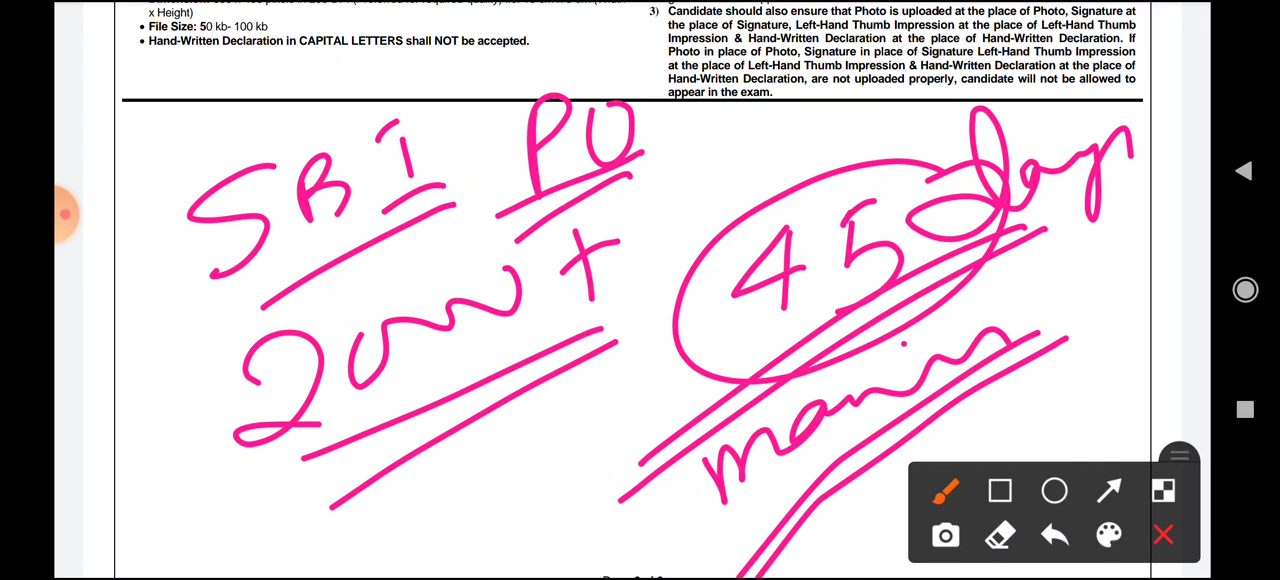 x Height)
• File Size: 50 kb- 100 kb
• Hand-Written Declaration in CAPITAL LETTERS shall NOT be accepted.
3) Candidate should also ensure that Photo is uploaded at the place of Photo, Signature at
the place of Signature, Left-Hand Thumb Impression at the place of Left-Hand Thumb
Impression & Hand-Written Declaration at the place of Hand-Written Declaration. If
Photo in place of Photo, Signature in place of Signature Left-Hand Thumb Impression
at the place of Left-Hand Thumb Impression & Hand-Written Declaration at the place of
Hand-Written Declaration, are not uploaded properly, candidate will not be allowed to
appear in the exam.
SBI PO
45 days